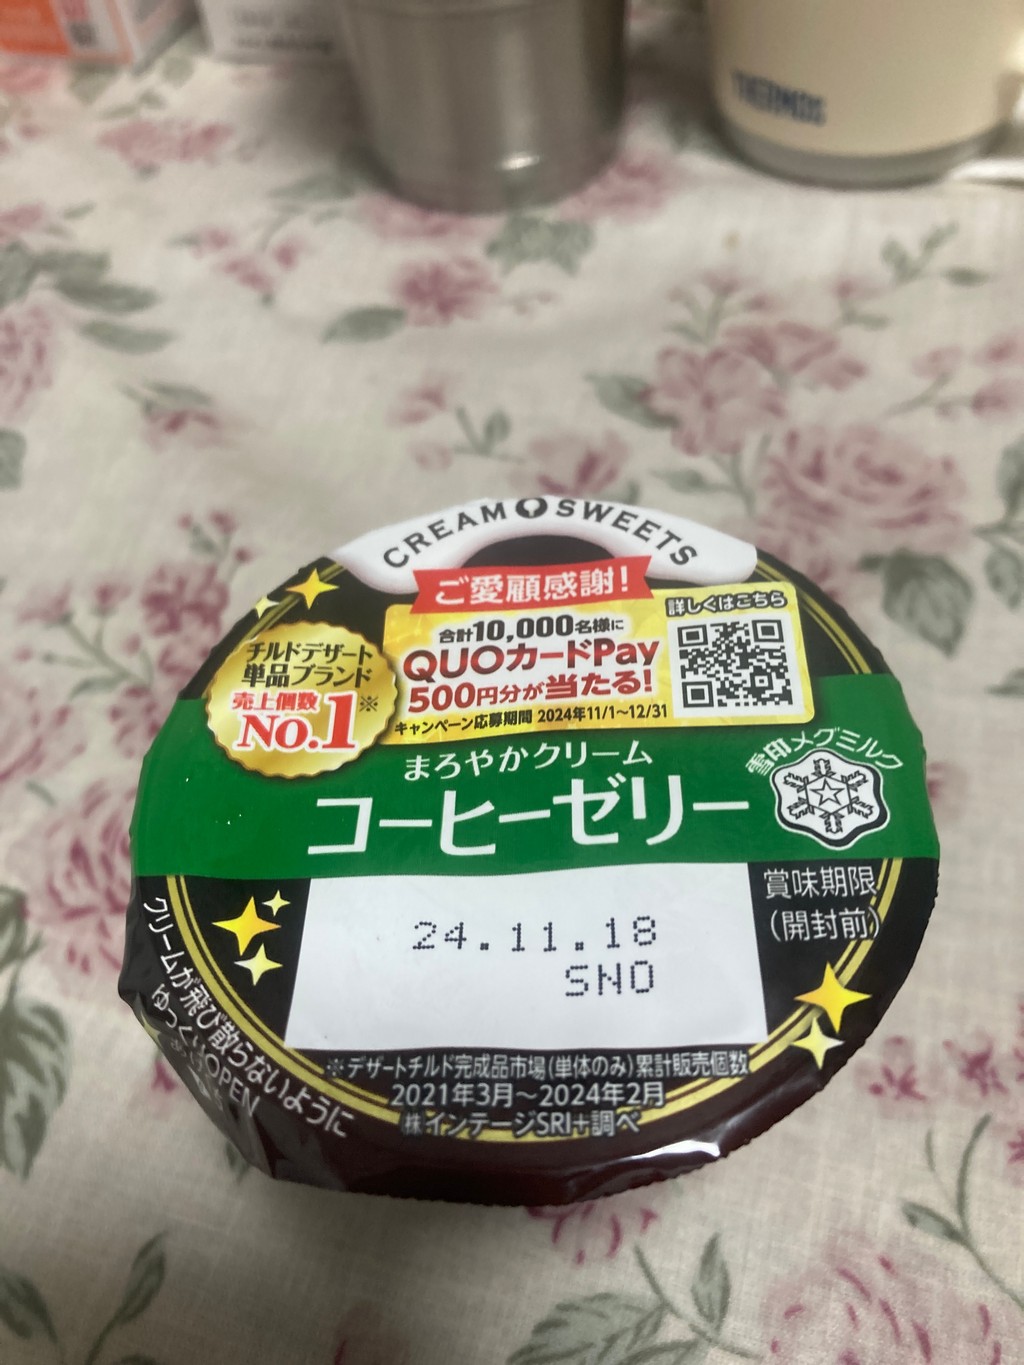 THERMOS
CREAM SWEETS
ご愛顧感謝!
合計10,000名様に
QUOカードPay
500円分が当たる!
キャンペーン応募期間 2024年11/1~12/31
詳しくはこちら
チルドデザート
単品ブランド
売上個数
No.1※
まろやかクリーム
コーヒーゼリー
雪印メグミルク
賞味期限
(開封前)
24.11.18
SNO
クリームが飛び散らないように
ゆっくりOPEN
※デザートチルド完成品市場(単体のみ)累計販売個数
2021年3月~2024年2月
㈱インテージSRI+調べ